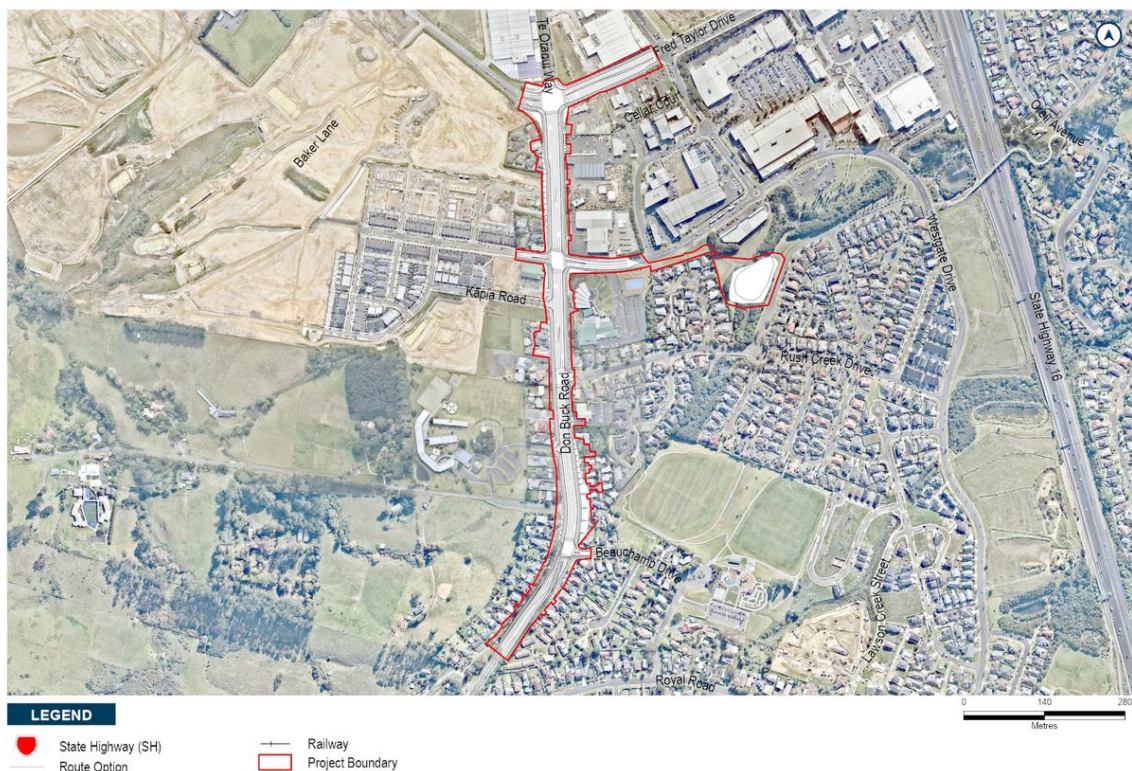 Te Oranui Way
Fred Taylor Drive
Cellar Court
Oreil Avenue
Baker Lane
Westgate Drive
Kapia Road
State Highway 16
Rush Creek Drive
Don Buck Road
Beauchamp Drive
Lawson Creek Street
Royal Road
LEGEND
0 140 280
Metres
State Highway (SH)
Railway
Route Option
Project Boundary